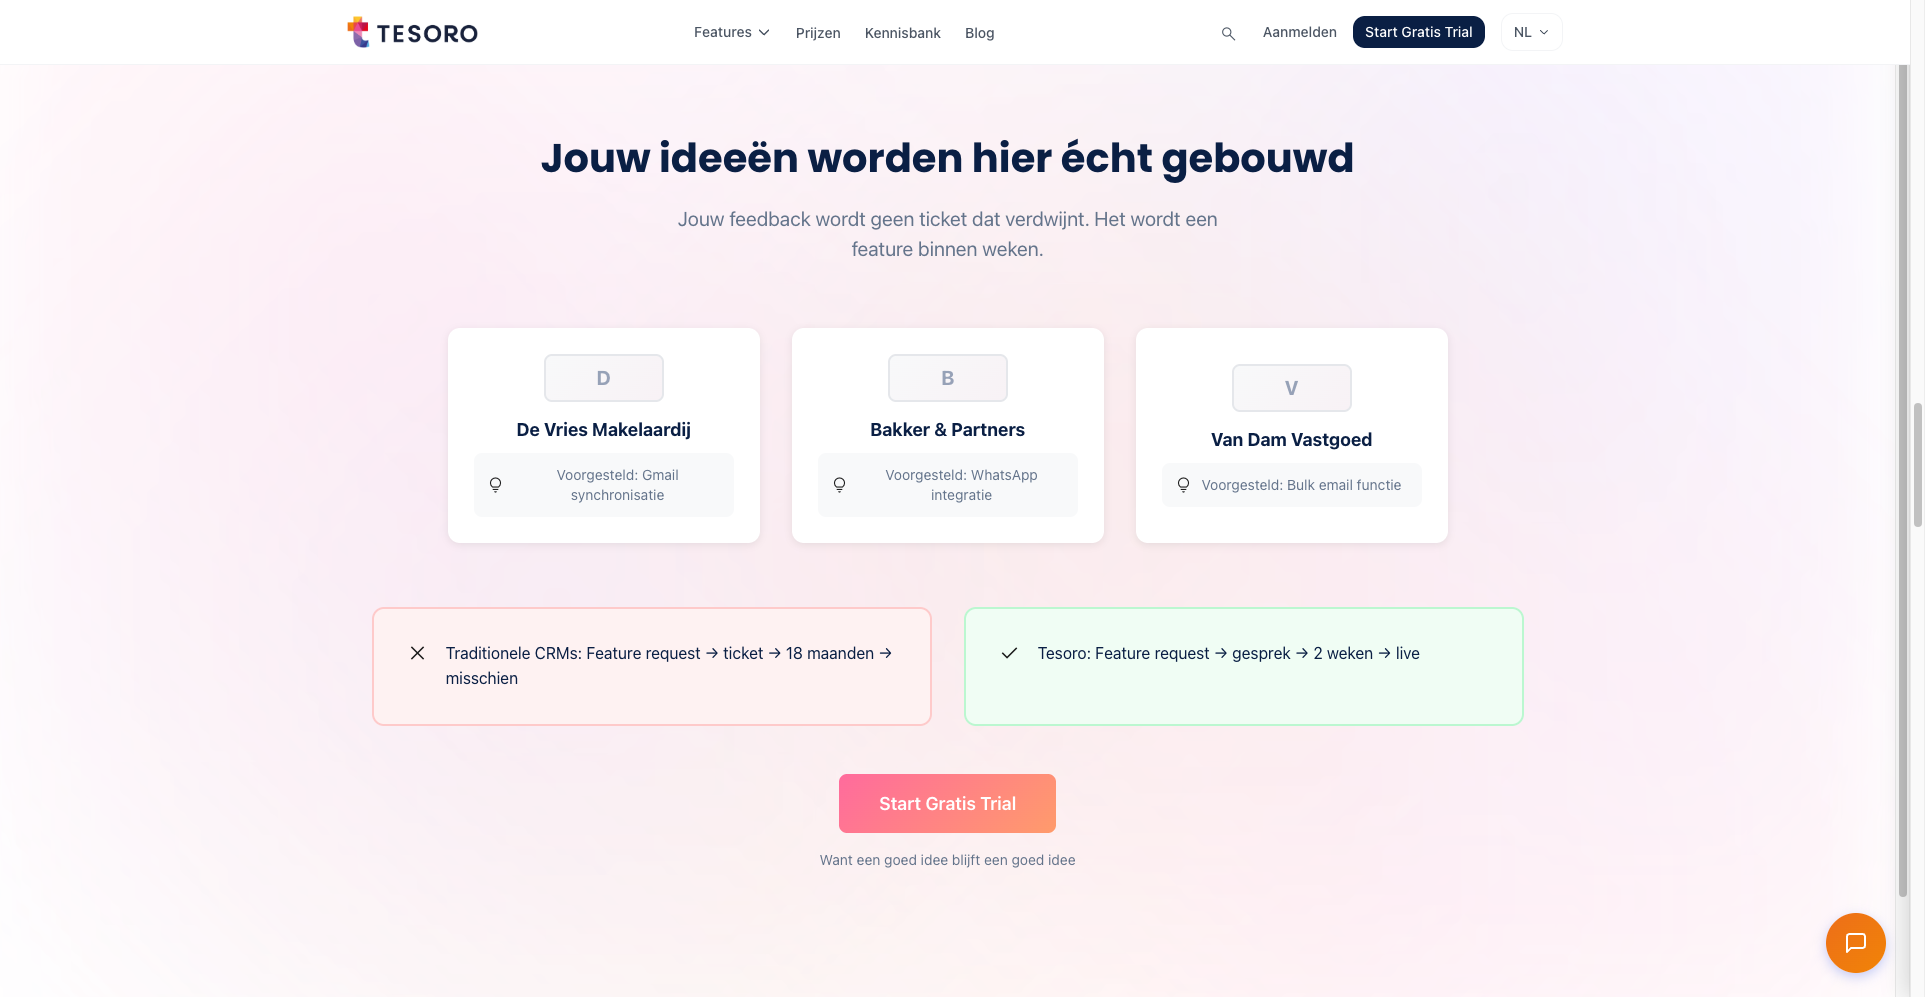 TESORO
Features
Prijzen
Kennisbank
Blog
Aanmelden
Start Gratis Trial
NL
Jouw ideeën worden hier écht gebouwd
Jouw feedback wordt geen ticket dat verdwijnt. Het wordt een
feature binnen weken.
D
De Vries Makelaardij
Voorgesteld: Gmail
synchronisatie
B
Bakker & Partners
Voorgesteld: WhatsApp
integratie
V
Van Dam Vastgoed
Voorgesteld: Bulk email functie
Traditionele CRMs: Feature request → ticket → 18 maanden →
misschien
Tesoro: Feature request → gesprek → 2 weken → live
Start Gratis Trial
Want een goed idee blijft een goed idee